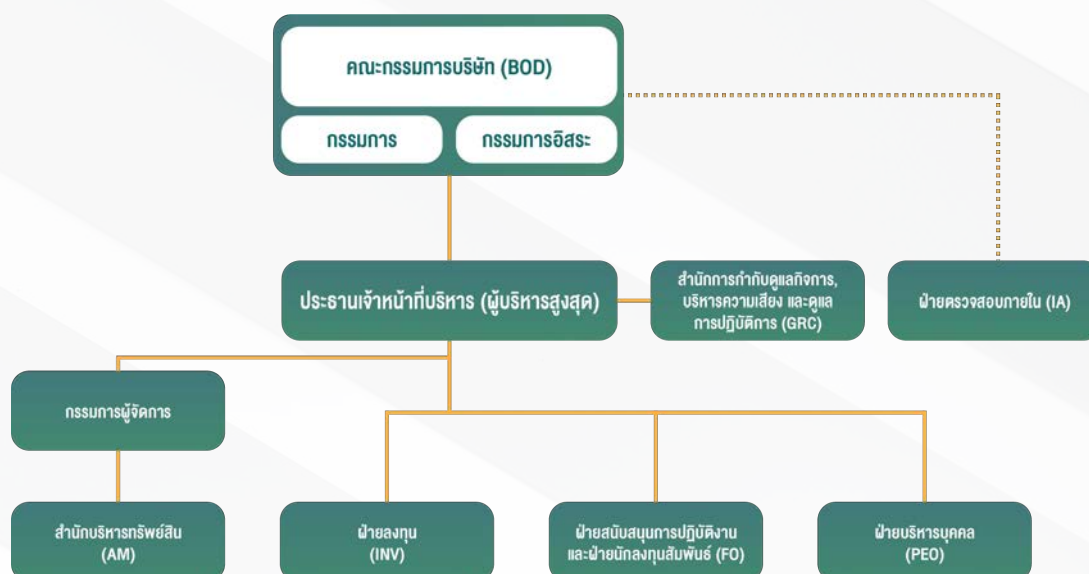 คณะกรรมการบริษัท (BOD)
กรรมการ
กรรมการอิสระ
ประธานเจ้าหน้าที่บริหาร (ผู้บริหารสูงสุด)
สำนักการกำกับดูแลกิจการ,
บริหารความเสี่ยง และดูแล
การปฏิบัติการ (GRC)
ฝ่ายตรวจสอบภายใน (IA)
กรรมการผู้จัดการ
สำนักบริหารทรัพย์สิน
(AM)
ฝ่ายลงทุน
(INV)
ฝ่ายสนับสนุนการปฏิบัติงาน
และฝ่ายนักลงทุนสัมพันธ์ (FO)
ฝ่ายบริหารบุคคล
(PEO)